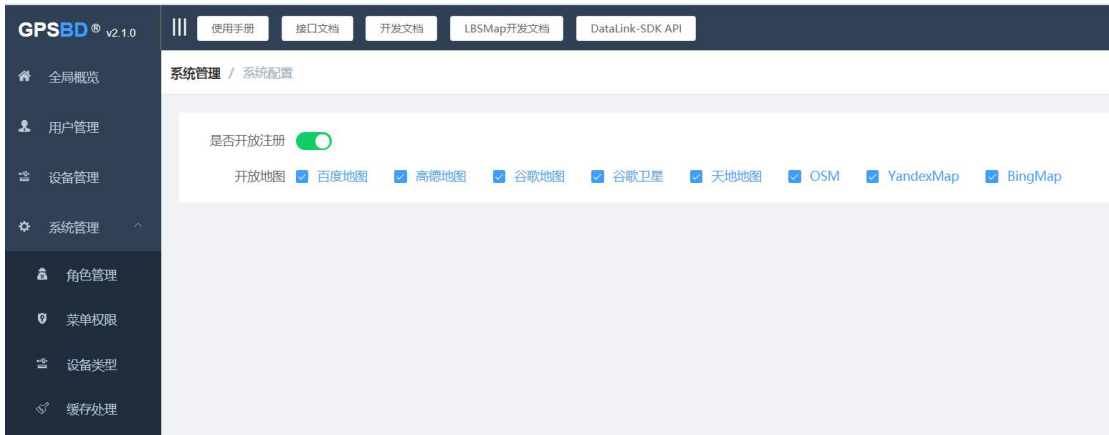 GPSBD® v2.1.0
使用手册 接口文档 开发文档 LBSMap开发文档 DataLink-SDK API
全局概览
系统管理 / 系统配置
用户管理
是否开放注册
设备管理
开放地图 百度地图 高德地图 谷歌地图 谷歌卫星 天地地图 OSM YandexMap BingMap
系统管理
角色管理
菜单权限
设备类型
缓存处理